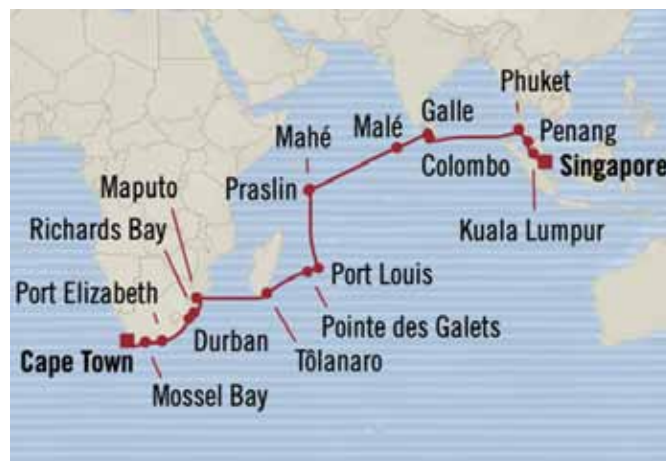 Phuket
Galle
Malé
Penang
Mahé
Colombo
Singapore
Maputo
Praslin
Richards Bay
Kuala Lumpur
Port Louis
Port Elizabeth
Pointe des Galets
Durban
Cape Town
Tôlanaro
Mossel Bay